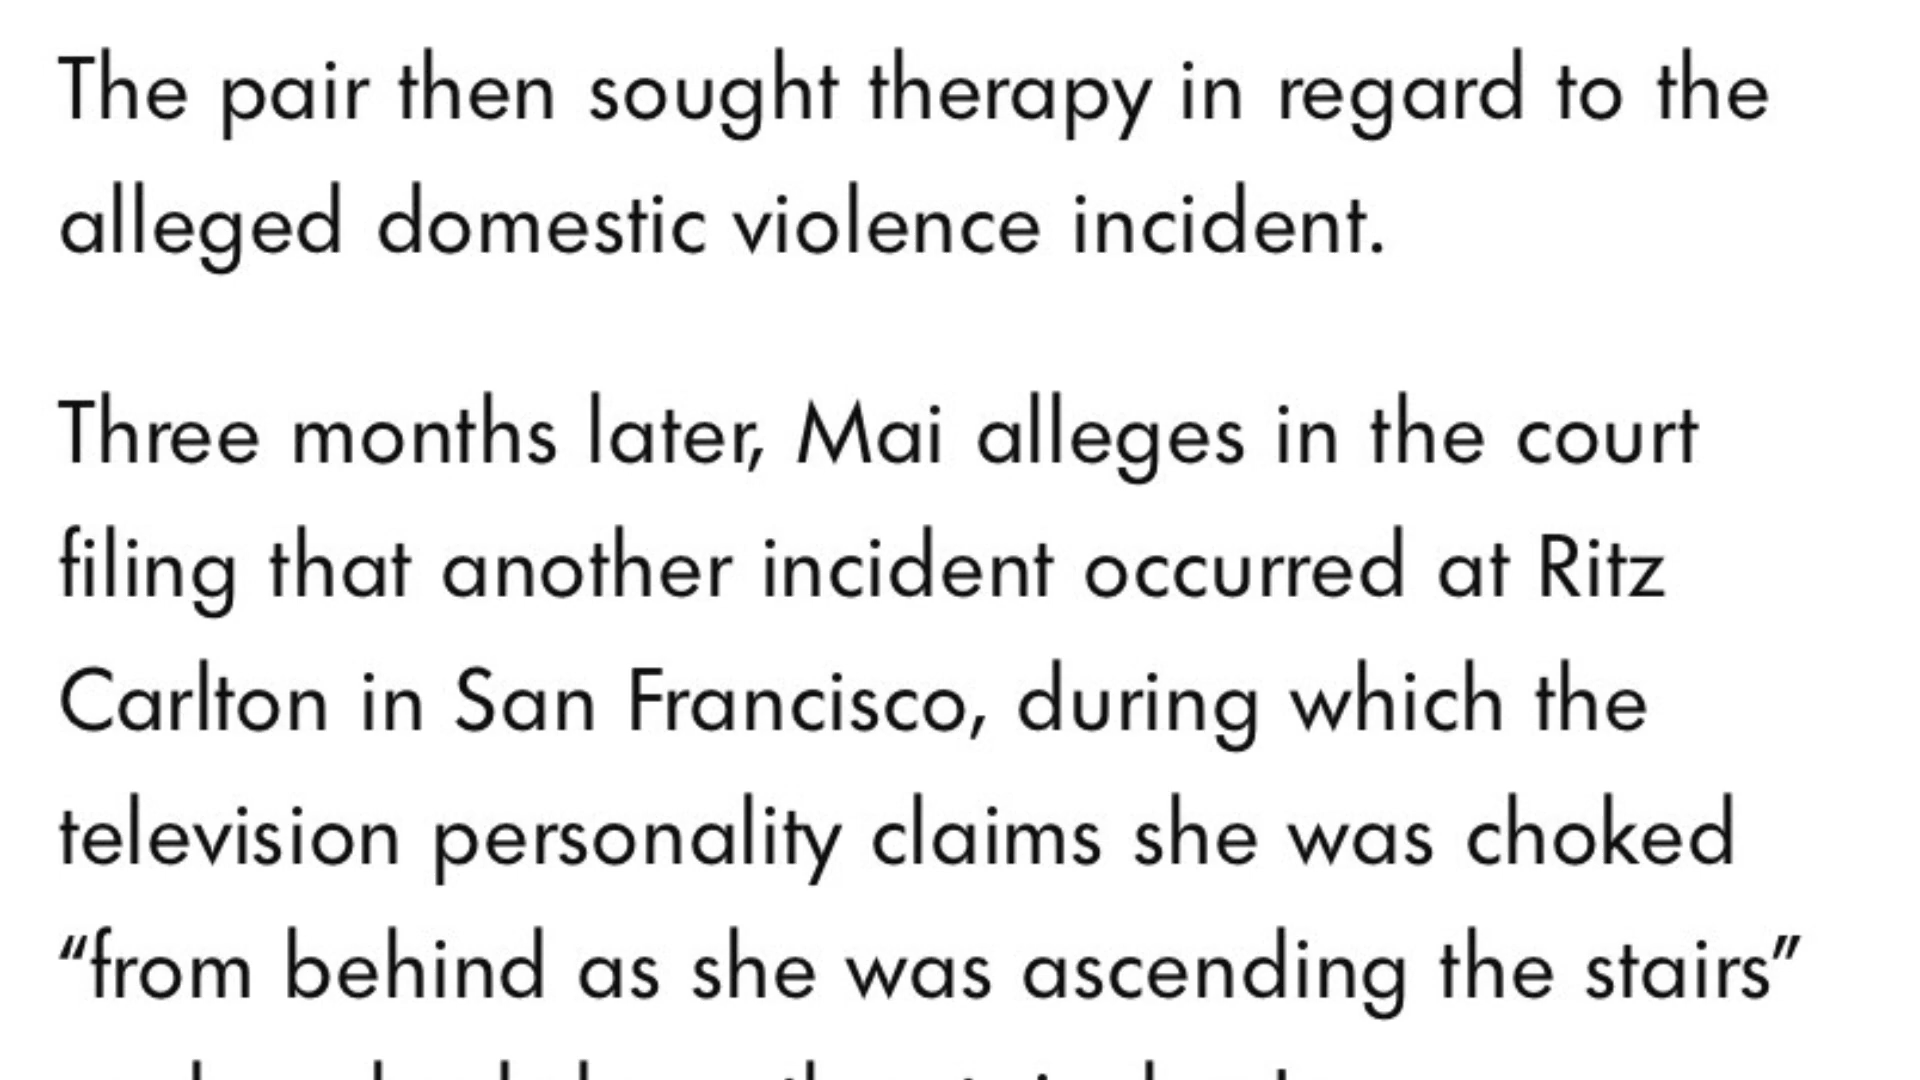 The pair then sought therapy in regard to the
alleged domestic violence incident.
Three months later, Mai alleges in the court
filing that another incident occurred at Ritz
Carlton in San Francisco, during which the
television personality claims she was choked
“from behind as she was ascending the stairs”